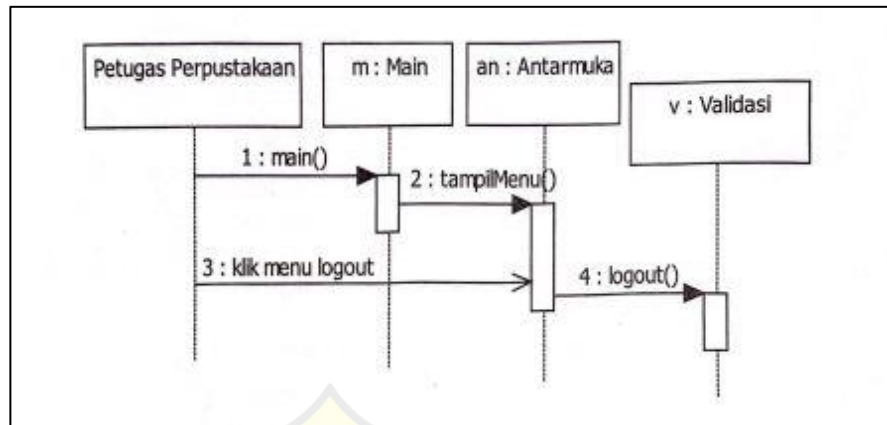 Petugas Perpustakaan
m : Main
an : Antarmuka
v : Validasi
1 : main()
2 : tampilMenu()
3 : klik menu logout
4 : logout()